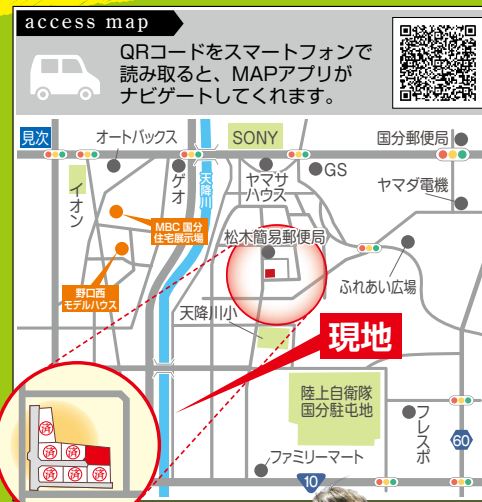 access map
QRコードをスマートフォンで
読み取ると、MAPアプリが
ナビゲートしてくれます。
見次
オートバックス
SONY
国分郵便局
イオン
ゲオ
天降川
ヤマサ
ハウス
GS
ヤマダ電機
MBC 国分
住宅展示場
松木簡易郵便局
野口西
モデルハウス
ふれあい広場
天降川小
現地
陸上自衛隊
国分駐屯地
フレスポ
60
ファミリーマート
10
済
済 済
済 済 済